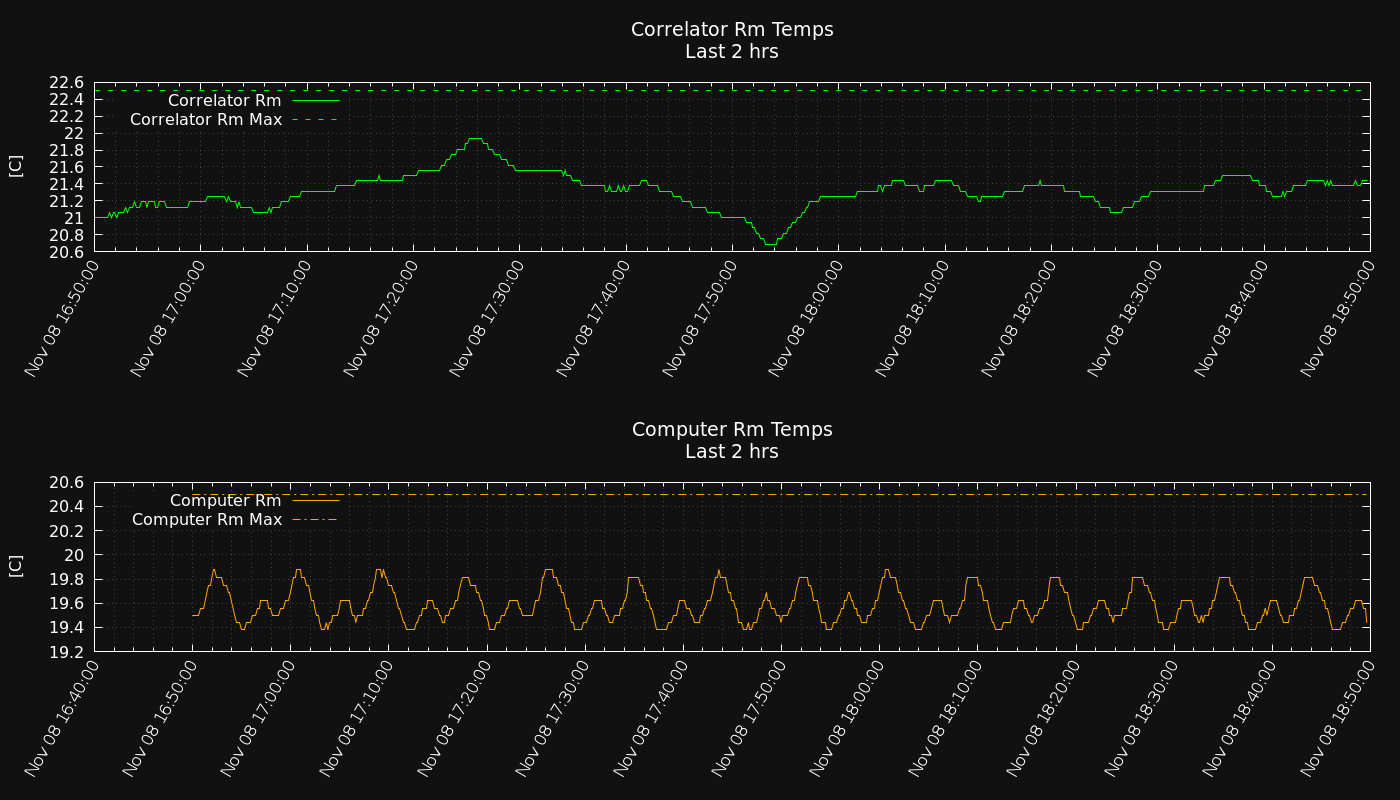 Correlator Rm Temps
Last 2 hrs
22.6
22.4
22.2
22
21.8
21.6
21.4
21.2
21
20.8
20.6
[C]
Correlator Rm
Correlator Rm Max
Nov 08 16:50:00
Nov 08 17:00:00
Nov 08 17:10:00
Nov 08 17:20:00
Nov 08 17:30:00
Nov 08 17:40:00
Nov 08 17:50:00
Nov 08 18:00:00
Nov 08 18:10:00
Nov 08 18:20:00
Nov 08 18:30:00
Nov 08 18:40:00
Nov 08 18:50:00
Computer Rm Temps
Last 2 hrs
20.6
20.4
20.2
20
19.8
19.6
19.4
19.2
[C]
Computer Rm
Computer Rm Max
Nov 08 16:40:00
Nov 08 16:50:00
Nov 08 17:00:00
Nov 08 17:10:00
Nov 08 17:20:00
Nov 08 17:30:00
Nov 08 17:40:00
Nov 08 17:50:00
Nov 08 18:00:00
Nov 08 18:10:00
Nov 08 18:20:00
Nov 08 18:30:00
Nov 08 18:40:00
Nov 08 18:50:00